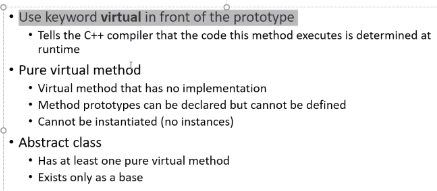 • Use keyword virtual in front of the prototype
• Tells the C++ compiler that the code this method executes is determined at
runtime
• Pure virtual method
• Virtual method that has no implementation
• Method prototypes can be declared but cannot be defined
• Cannot be instantiated (no instances)
• Abstract class
• Has at least one pure virtual method
• Exists only as a base